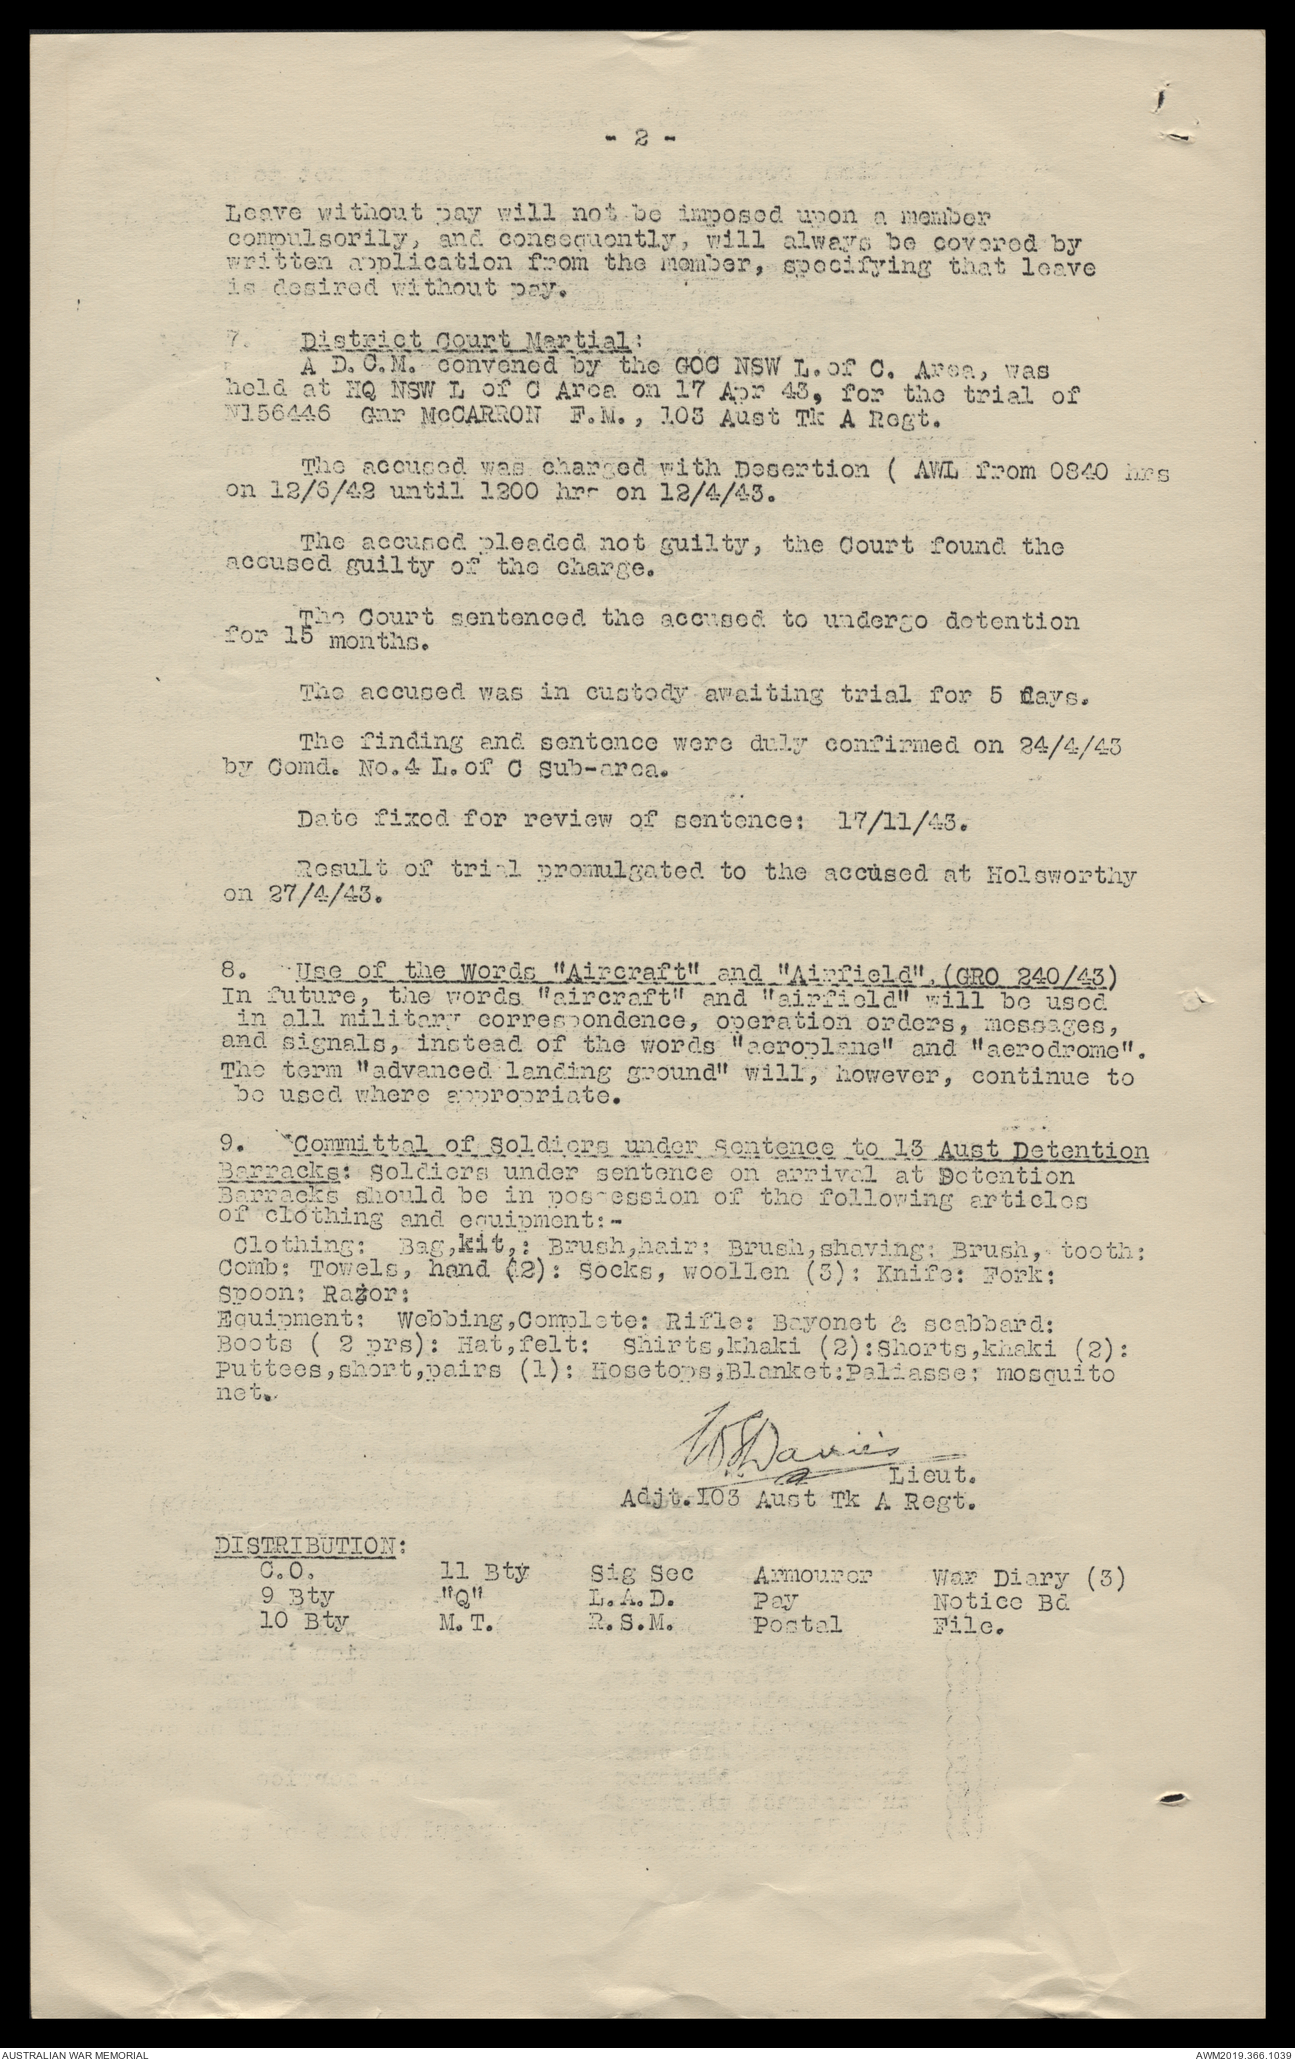 - 2 -
Leave without pay will not be imposed upon a member
compulsorily, and consequently, will always be covered by
written application from the member, specifying that leave
is desired without pay.
7. District Court Martial:
A D.C.M. convened by the GOC NSW L.of C. Area, was
held at HQ NSW L of C Area on 17 Apr 43, for the trial of
N156446 Gnr McCARRON F.M., 103 Aust Tk A Regt.
The accused was charged with Desertion ( AWL from 0840 hrs
on 12/6/42 until 1200 hrs on 12/4/43.
The accused pleaded not guilty, the Court found the
accused guilty of the charge.
The Court sentenced the accused to undergo detention
for 15 months.
The accused was in custody awaiting trial for 5 days.
The finding and sentence were duly confirmed on 24/4/43
by Comd. No.4 L.of C Sub-area.
Date fixed for review of sentence: 17/11/43.
Result of trial promulgated to the accused at Holsworthy
on 27/4/43.
8. Use of the Words "Aircraft" and "Airfield".(GRO 240/43)
In future, the words "aircraft" and "airfield" will be used
in all military correspondence, operation orders, messages,
and signals, instead of the words "aeroplane" and "aerodrome".
The term "advanced landing ground" will, however, continue to
be used where appropriate.
9. Committal of Soldiers under Sentence to 13 Aust Detention
Barracks: Soldiers under sentence on arrival at Detention
Barracks should be in possession of the following articles
of clothing and equipment:-
Clothing: Bag,kit,: Brush,hair: Brush,shaving: Brush, tooth:
Comb: Towels, hand (2): Socks, woollen (3): Knife: Fork:
Spoon: Razor:
Equipment: Webbing,Complete: Rifle: Bayonet & scabbard:
Boots ( 2 prs): Hat,felt: Shirts,khaki (2):Shorts,khaki (2):
Puttees,short,pairs (1): Hosetops,Blanket:Paliasse: mosquito
net.
Davies
Lieut.
Adjt.103 Aust Tk A Regt.
DISTRIBUTION:
C.O. 11 Bty Sig Sec Armourer War Diary (3)
9 Bty "Q" L.A.D. Pay Notice Bd
10 Bty M.T. R.S.M. Postal File.
AUSTRALIAN WAR MEMORIAL
AWM2019.366.1039